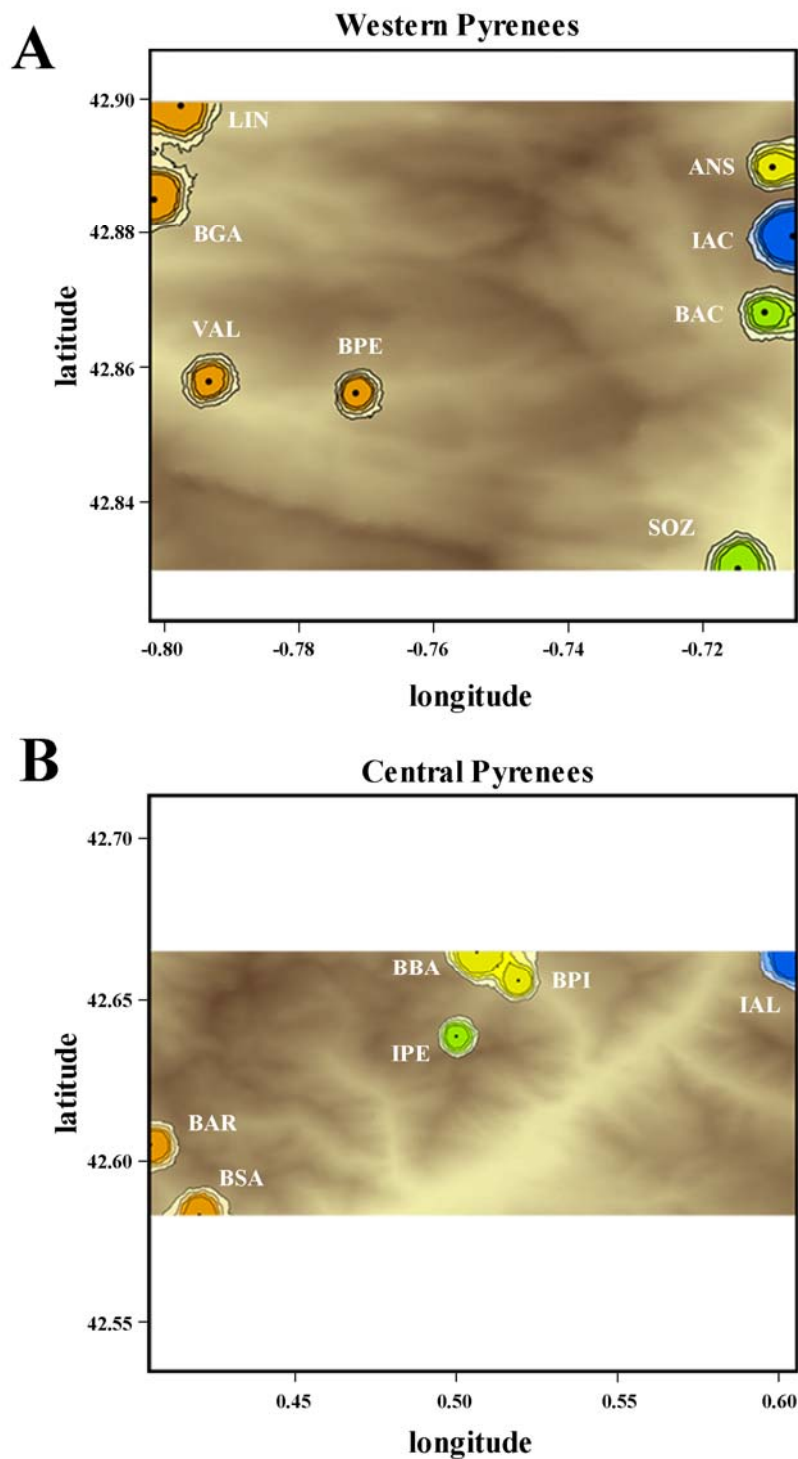 A
Western Pyrenees
42.90
42.88
42.86
42.84
latitude
LIN
BGA
VAL
BPE
ANS
IAC
BAC
SOZ
-0.80 -0.78 -0.76 -0.74 -0.72
longitude
B
Central Pyrenees
42.70
42.65
42.60
42.55
latitude
BBA
BPI
IAL
IPE
BAR
BSA
0.45 0.50 0.55 0.60
longitude